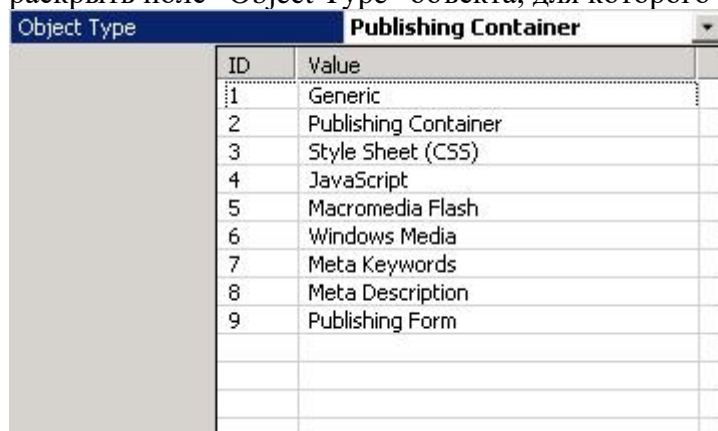 раскрыть поле "Object Type" объекта, для которого
Object Type Publishing Container
ID Value
1 Generic
2 Publishing Container
3 Style Sheet (CSS)
4 JavaScript
5 Macromedia Flash
6 Windows Media
7 Meta Keywords
8 Meta Description
9 Publishing Form